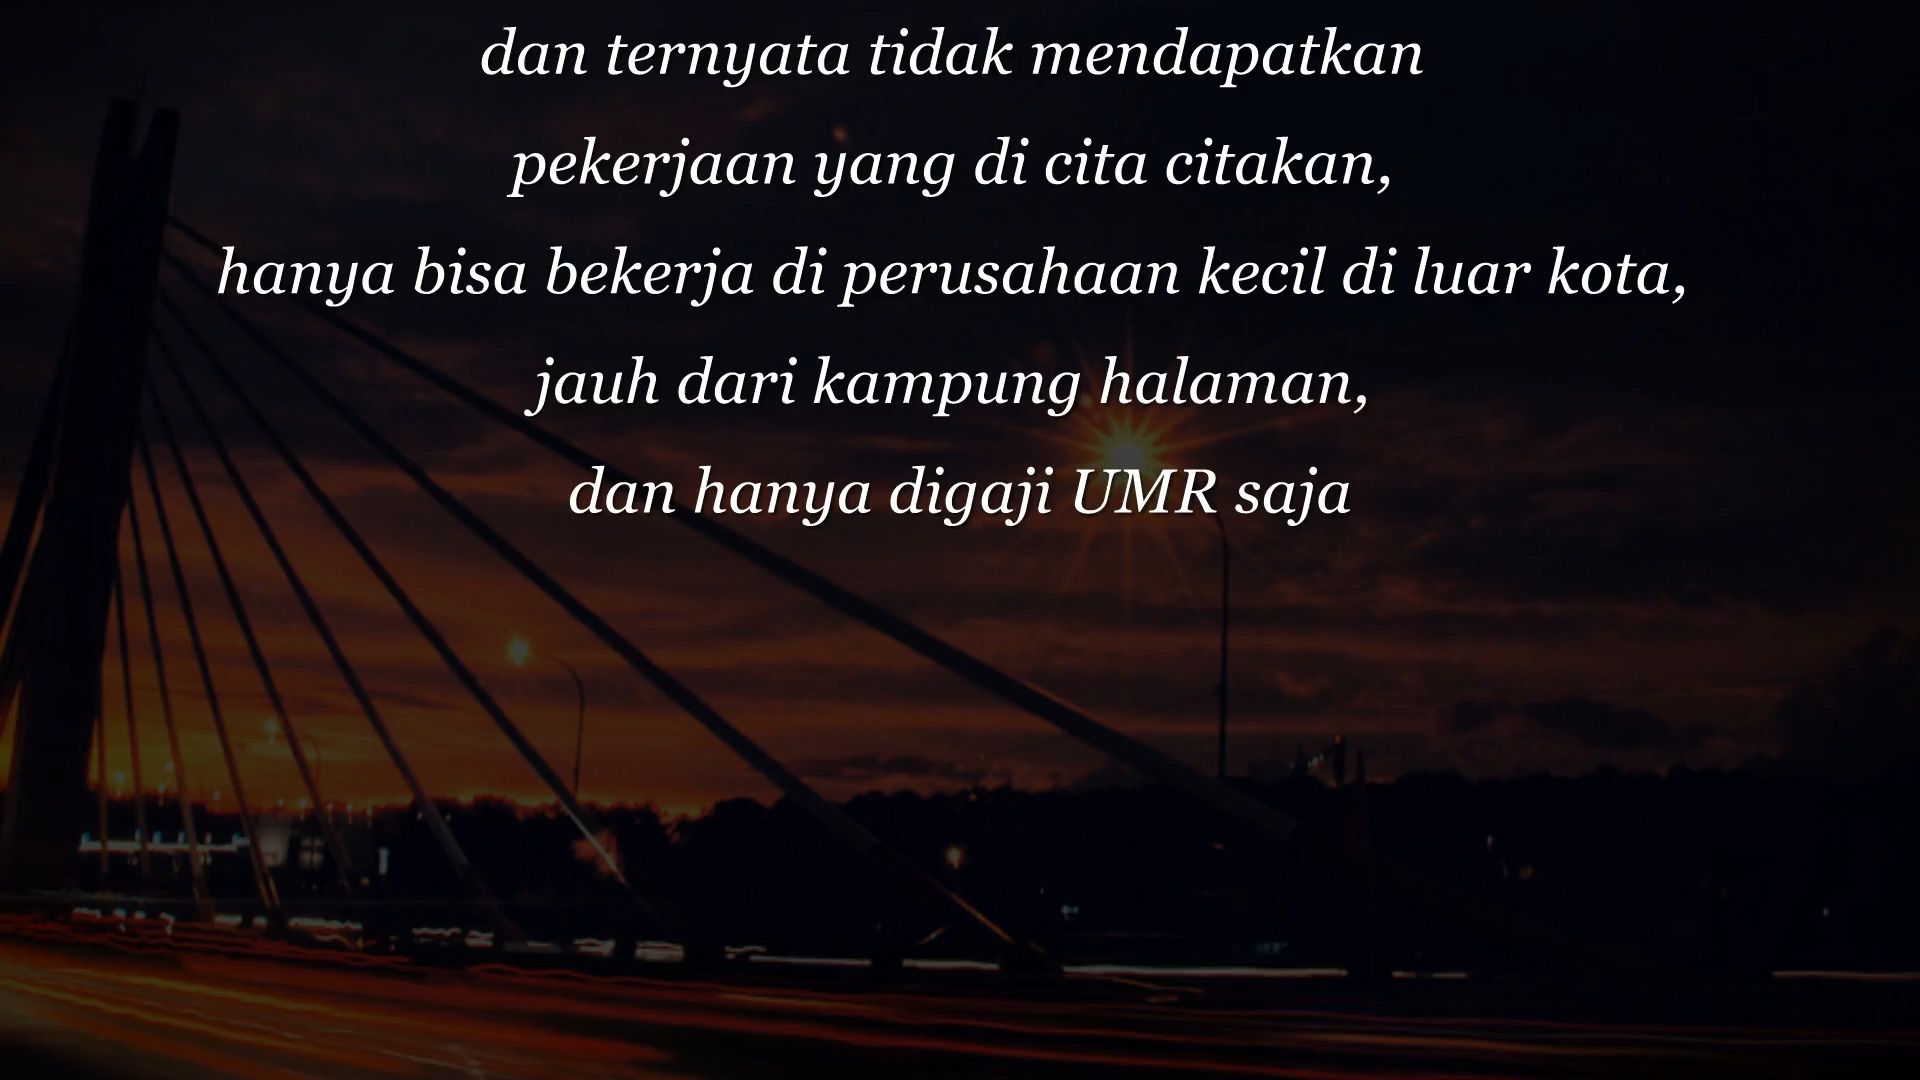 dan ternyata tidak mendapatkan
pekerjaan yang di cita citakan,
hanya bisa bekerja di perusahaan kecil di luar kota,
jauh dari kampung halaman,
dan hanya digaji UMR saja